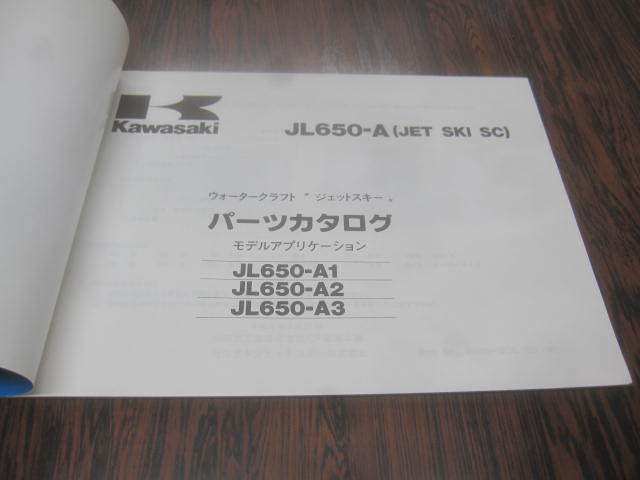 Kawasaki
JL650-A (JET SKI SC)
ウォータークラフト〝ジェットスキー〟
パーツカタログ
モデルアプリケーション
JL650-A1
JL650-A2
JL650-A3